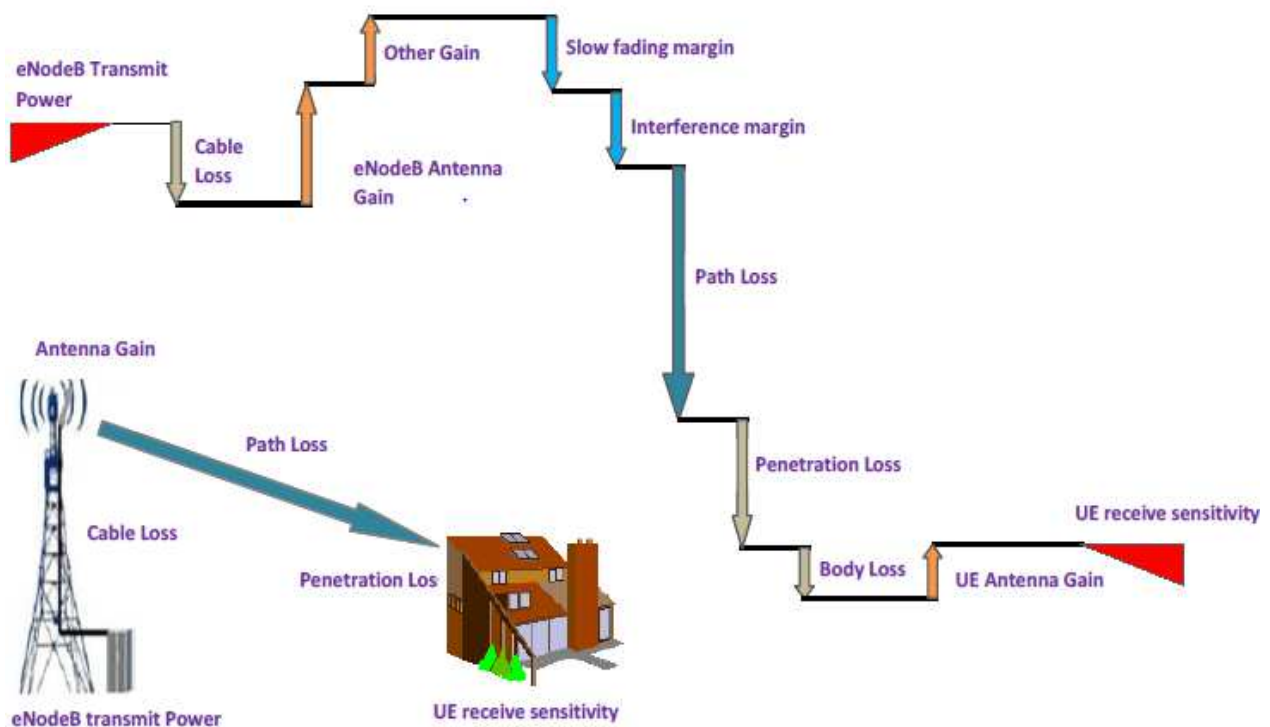 Other Gain
Slow fading margin
eNodeB Transmit
Power
Interference margin
Cable
Loss
eNodeB Antenna
Gain
Path Loss
Antenna Gain
Path Loss
Penetration Loss
Cable Loss
UE receive sensitivity
Penetration Los
Body Loss
UE Antenna Gain
eNodeB transmit Power
UE receive sensitivity